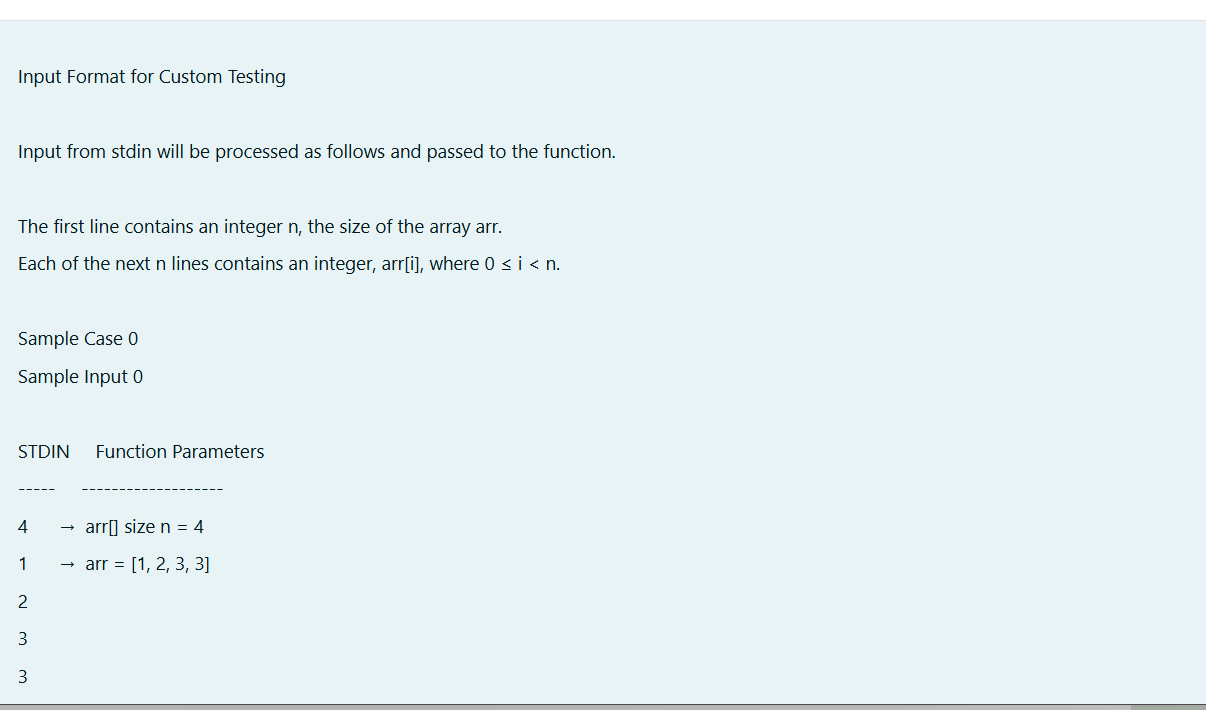 Input Format for Custom Testing
Input from stdin will be processed as follows and passed to the function.
The first line contains an integer n, the size of the array arr.
Each of the next n lines contains an integer, arr[i], where 0 ≤ i < n.
Sample Case 0
Sample Input 0
STDIN Function Parameters
----- -------------------
4 → arr[] size n = 4
1 → arr = [1, 2, 3, 3]
2
3
3